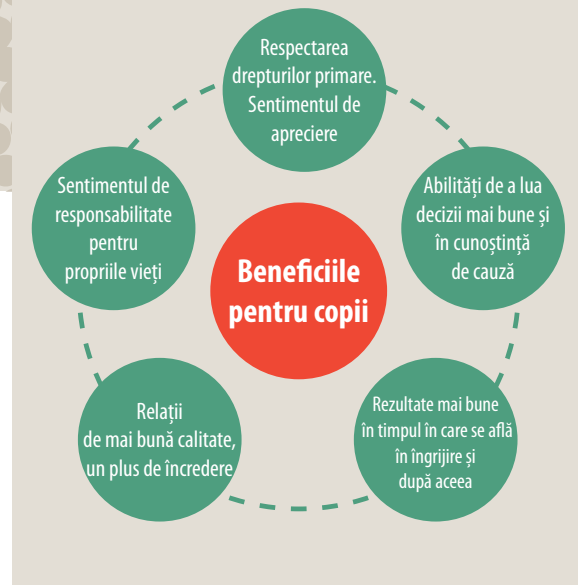 Respectarea
drepturilor primare.
Sentimentul de
apreciere
Sentimentul de
responsabilitate
pentru
propriile vieți
Abilități de a lua
decizii mai bune și
în cunoștință
de cauză
Beneficiile
pentru copii
Relații
de mai bună calitate,
un plus de încredere
Rezultate mai bune
în timpul în care se află
în îngrijire și
după aceea